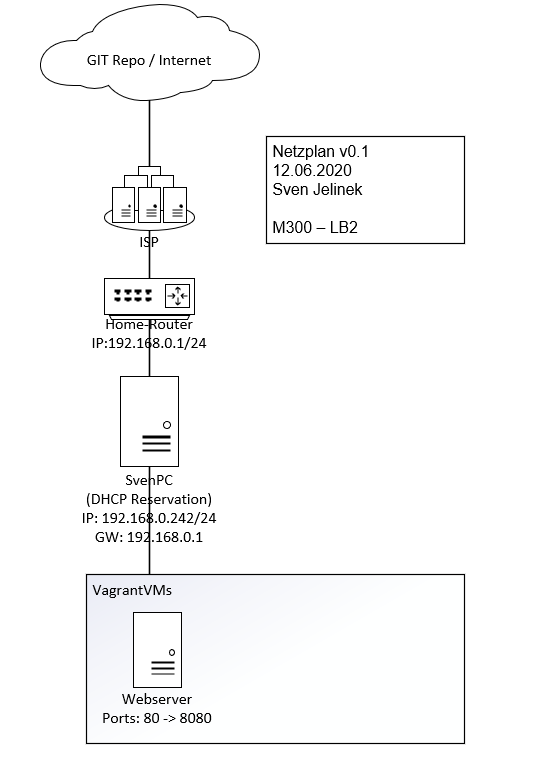 GIT Repo / Internet
Netzplan v0.1
12.06.2020
Sven Jelinek
M300 – LB2
ISP
Home-Router
IP:192.168.0.1/24
SvenPC
(DHCP Reservation)
IP: 192.168.0.242/24
GW: 192.168.0.1
VagrantVMs
Webserver
Ports: 80 -> 8080